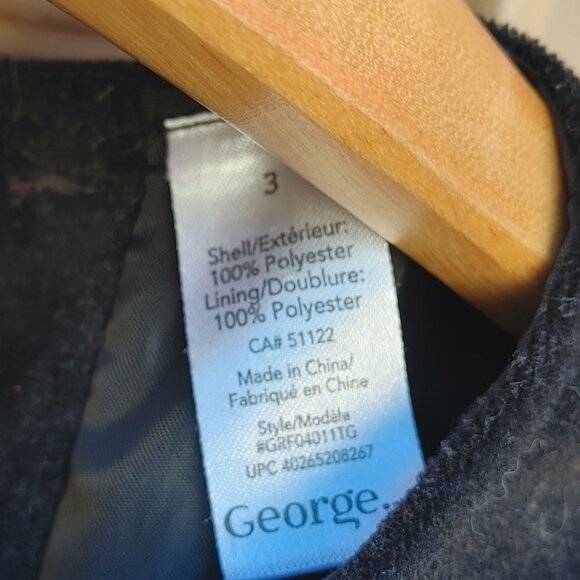 3
Shell/Extérieur:
100% Polyester
Lining/Doublure:
100% Polyester
CA# 51122
Made in China/
Fabriqué en Chine
Style/Modèle
#GRF04011TG
UPC 40265208267
George.